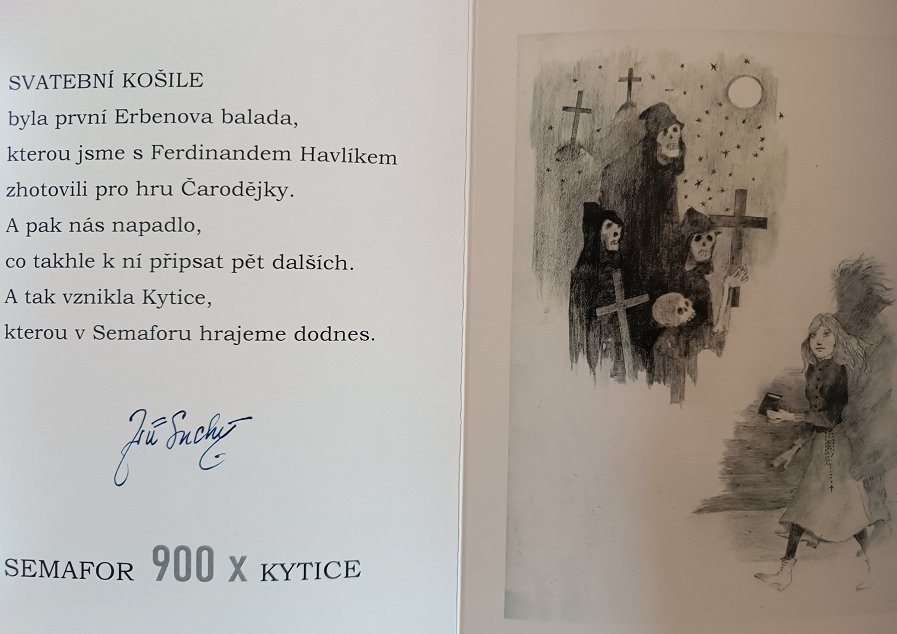 SVATEBNÍ KOŠILE
byla první Erbenova balada,
kterou jsme s Ferdinandem Havlíkem
zhotovili pro hru Čarodějky.
A pak nás napadlo,
co takhle k ní připsat pět dalších.
A tak vznikla Kytice,
kterou v Semaforu hrajeme dodnes.
Jiří Suchý
SEMAFOR 900 x KYTICE